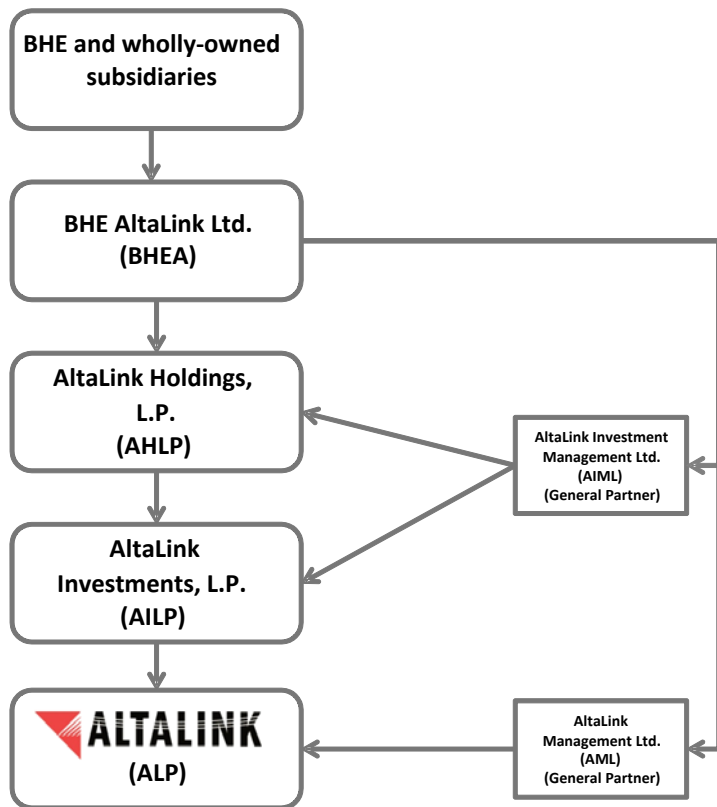 BHE and wholly-owned
subsidiaries
BHE AltaLink Ltd.
(BHEA)
AltaLink Holdings,
L.P.
(AHLP)
AltaLink Investment
Management Ltd.
(AIML)
(General Partner)
AltaLink
Investments, L.P.
(AILP)
ALTALINK
(ALP)
AltaLink
Management Ltd.
(AML)
(General Partner)